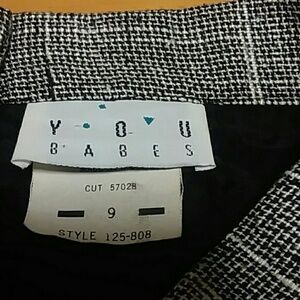 Y O U
BABES
CUT 57028
9
STYLE 125-808